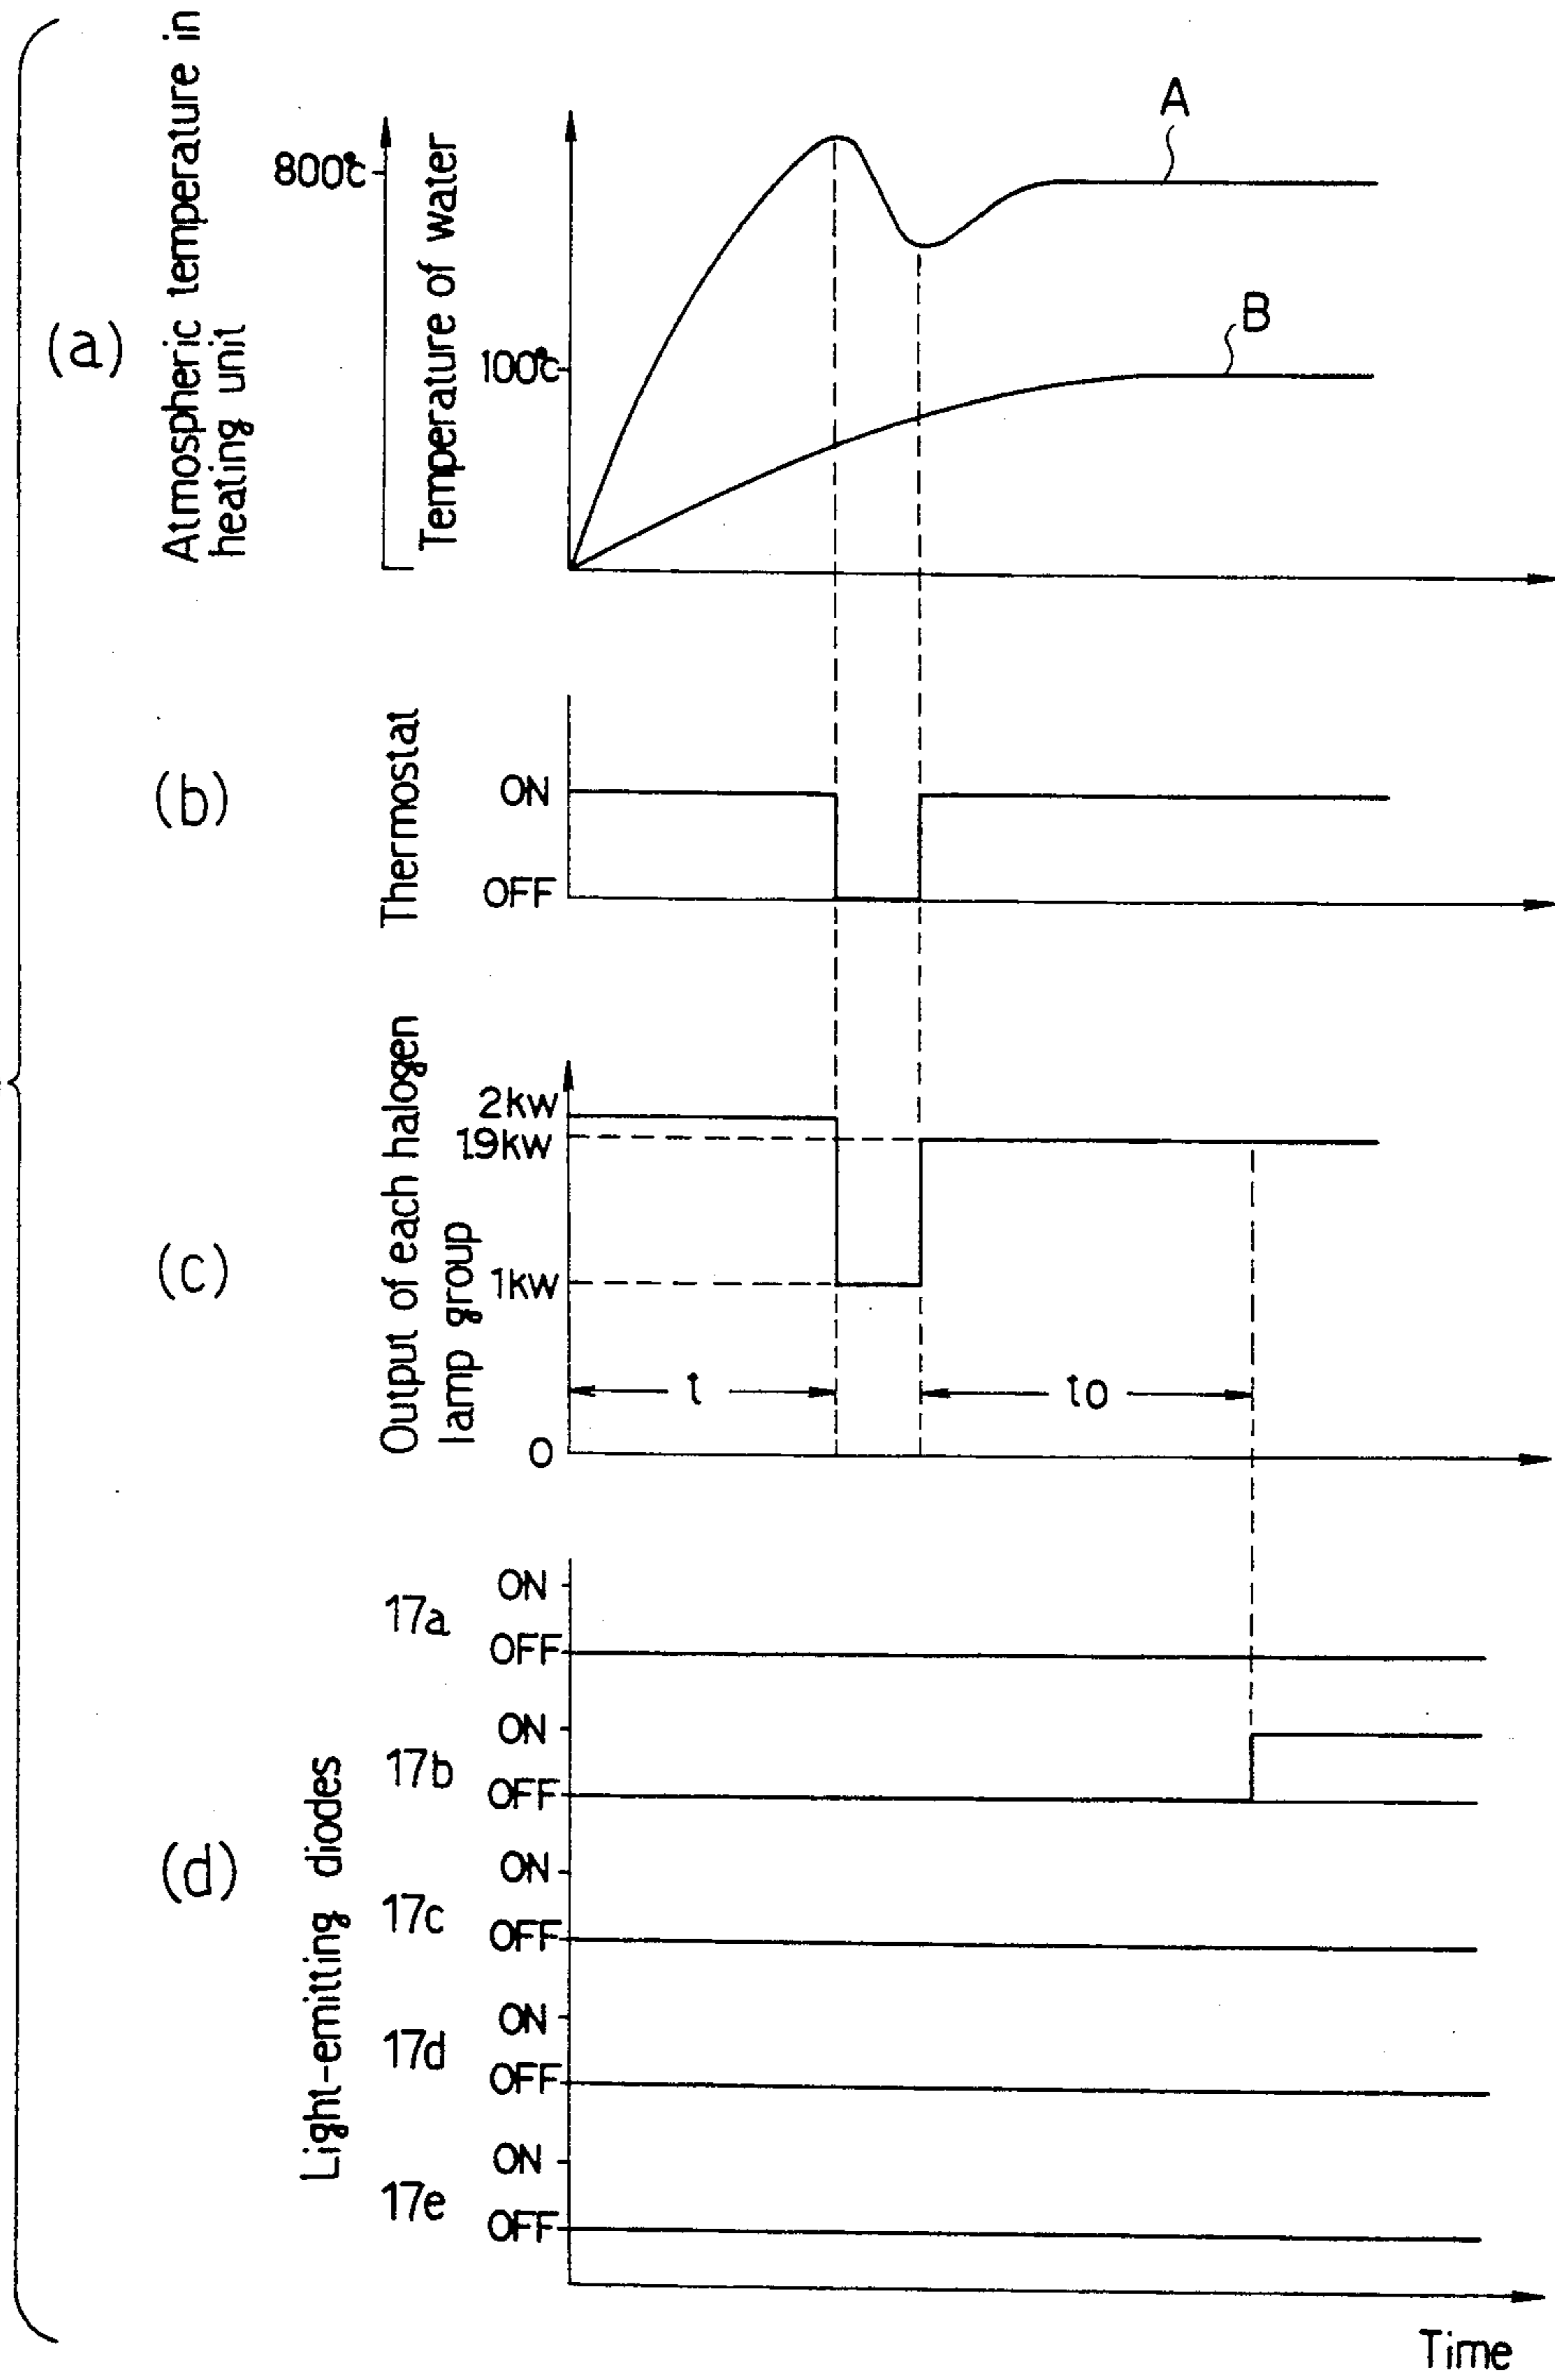 (a)
Atmospheric temperature in
heating unit
800°c
Temperature of water
100°c
A
B
(b)
Thermostat
ON
OFF
(c)
Output of each halogen
lamp group
2kw
1.9kw
1kw
0
t
to
(d)
Light-emitting diodes
17a
ON
OFF
17b
ON
OFF
17c
ON
OFF
17d
ON
OFF
17e
ON
OFF
Time